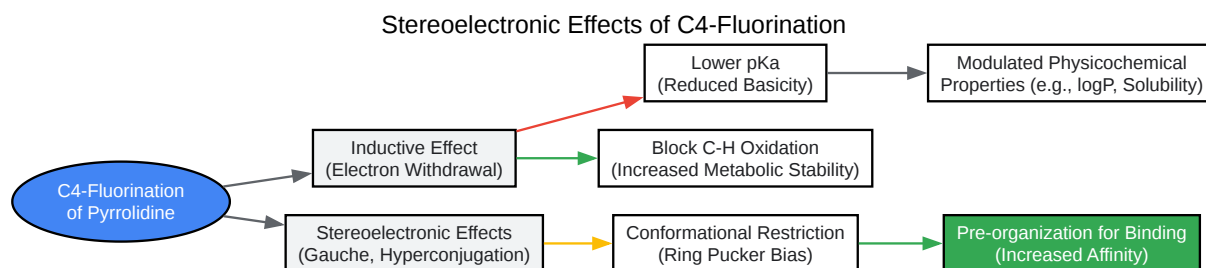 Stereoelectronic Effects of C4-Fluorination
Lower pKa
(Reduced Basicity)
Modulated Physicochemical
Properties (e.g., logP, Solubility)
Inductive Effect
(Electron Withdrawal)
Block C-H Oxidation
(Increased Metabolic Stability)
C4-Fluorination
of Pyrrolidine
Stereoelectronic Effects
(Gauche, Hyperconjugation)
Conformational Restriction
(Ring Pucker Bias)
Pre-organization for Binding
(Increased Affinity)